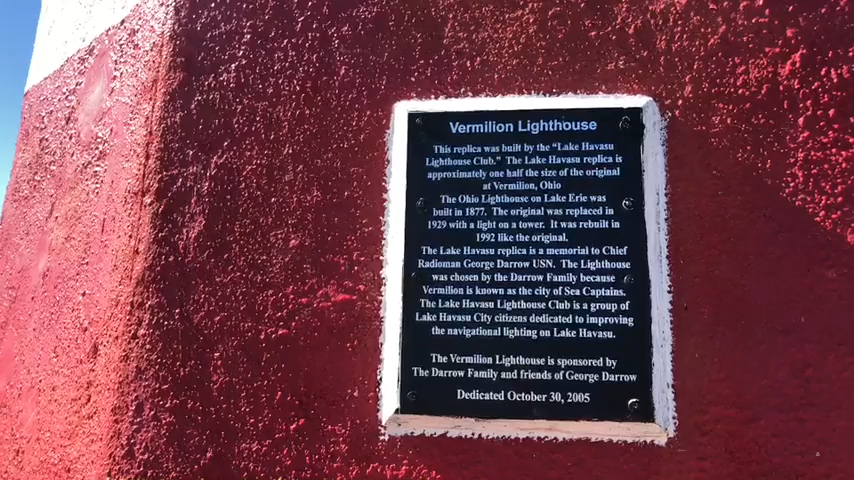 Vermilion Lighthouse
This replica was built by the "Lake Havasu
Lighthouse Club." The Lake Havasu replica is
approximately one half the size of the original
at Vermilion, Ohio
The Ohio Lighthouse on Lake Erie was
built in 1877. The original was replaced in
1929 with a light on a tower. It was rebuilt in
1992 like the original.
The Lake Havasu replica is a memorial to Chief
Radioman George Darrow USN. The Lighthouse
was chosen by the Darrow Family because
Vermilion is known as the city of Sea Captains.
The Lake Havasu Lighthouse Club is a group of
Lake Havasu City citizens dedicated to improving
the navigational lighting on Lake Havasu.
The Vermilion Lighthouse is sponsored by
The Darrow Family and friends of George Darrow
Dedicated October 30, 2005